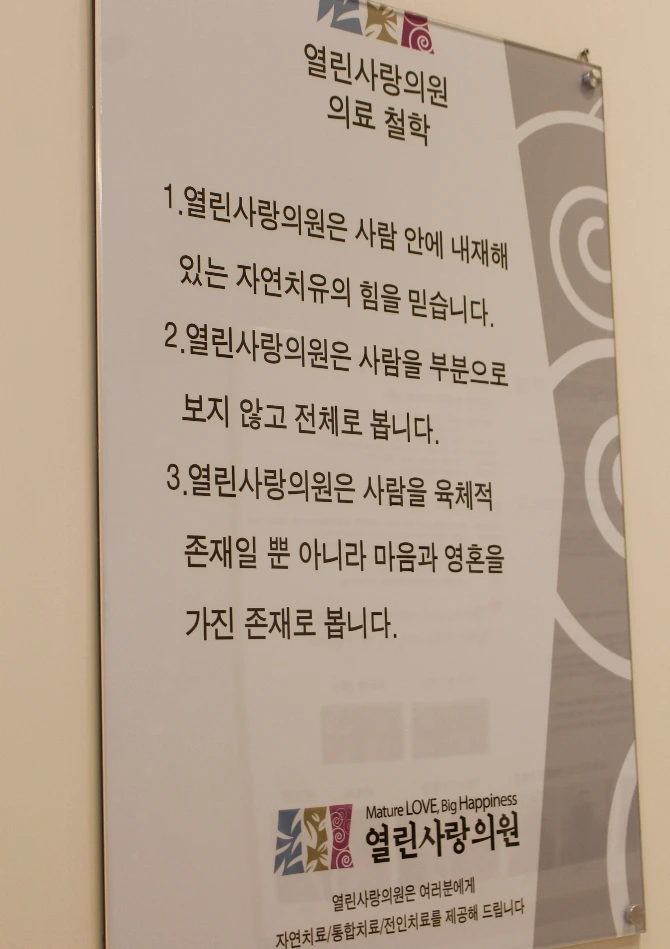 열린사랑의원
의료 철학
1.열린사랑의원은 사람 안에 내재해
있는 자연치유의 힘을 믿습니다.
2.열린사랑의원은 사람을 부분으로
보지 않고 전체로 봅니다.
3.열린사랑의원은 사람을 육체적
존재일 뿐 아니라 마음과 영혼을
가진 존재로 봅니다.
Mature LOVE, Big Happiness
열린사랑의원
열린사랑의원은 여러분에게
자연치료/통합치료/전인치료를 제공해 드립니다